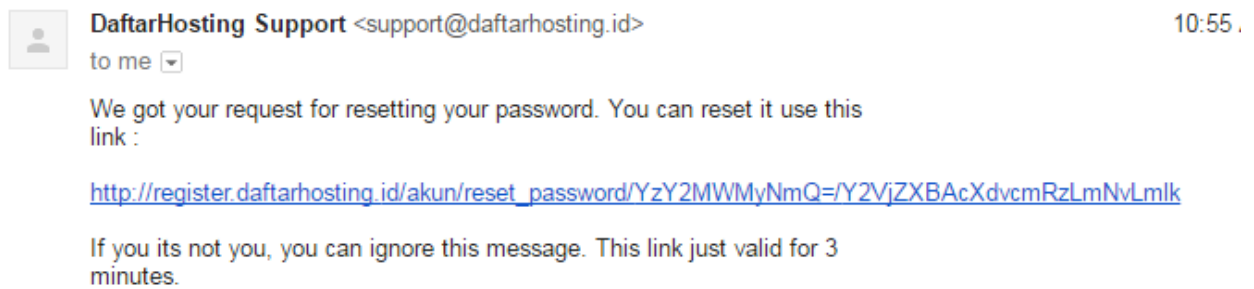 DaftarHosting Support <support@daftarhosting.id> 10:55
to me
We got your request for resetting your password. You can reset it use this
link :
http://register.daftarhosting.id/akun/reset_password/YzY2MWMyNmQ=/Y2VjZXBAcXdvcmRzLmNvLmlk
If you its not you, you can ignore this message. This link just valid for 3
minutes.